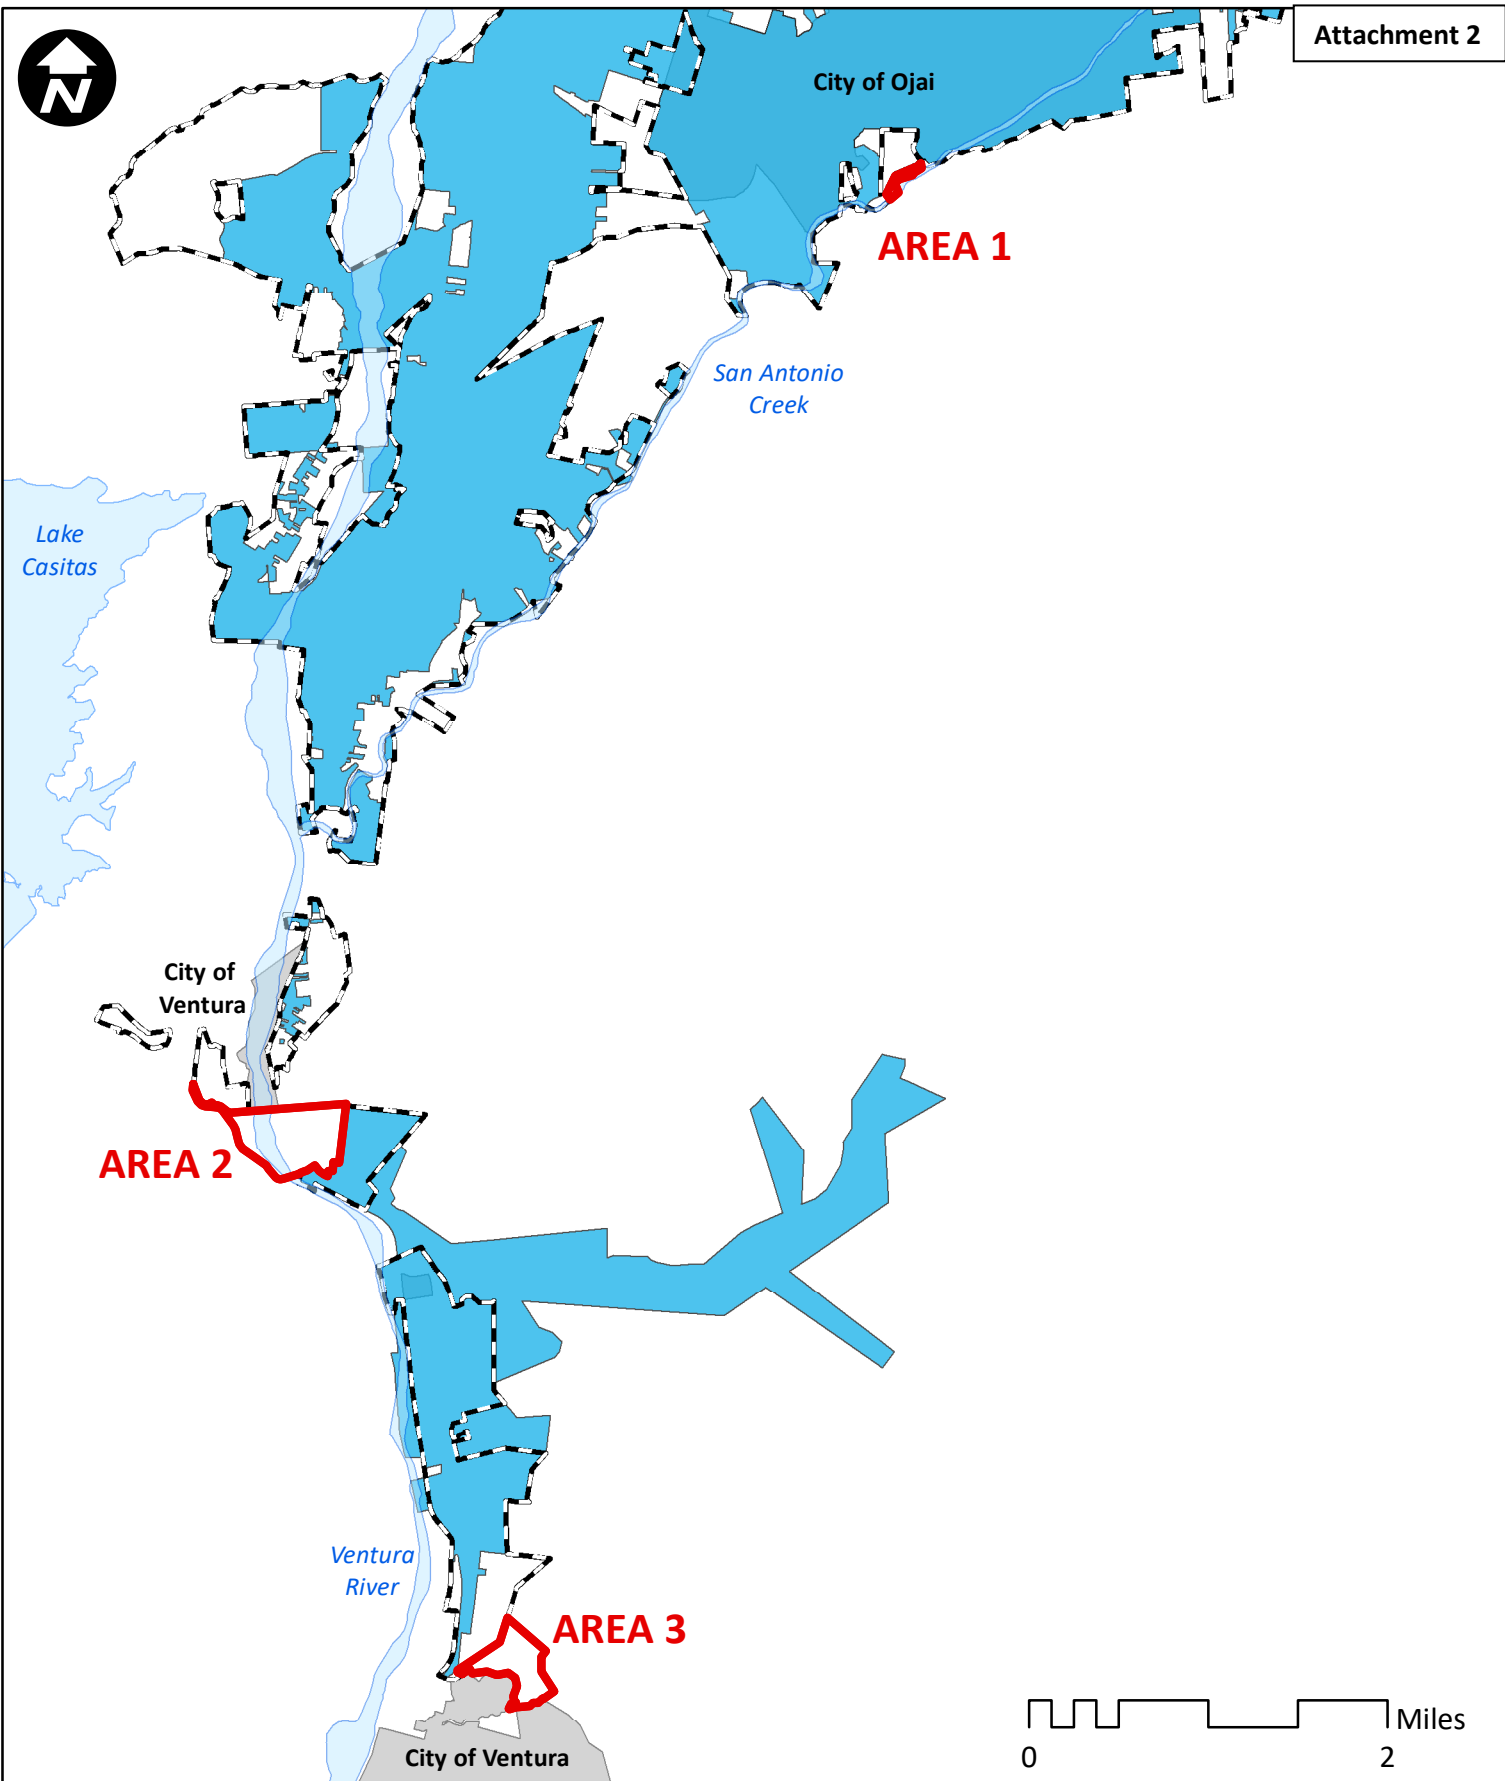 Attachment 2
N
City of Ojai
AREA 1
San Antonio
Creek
Lake
Casitas
City of
Ventura
AREA 2
Ventura
River
AREA 3
City of Ventura
Miles
0 2